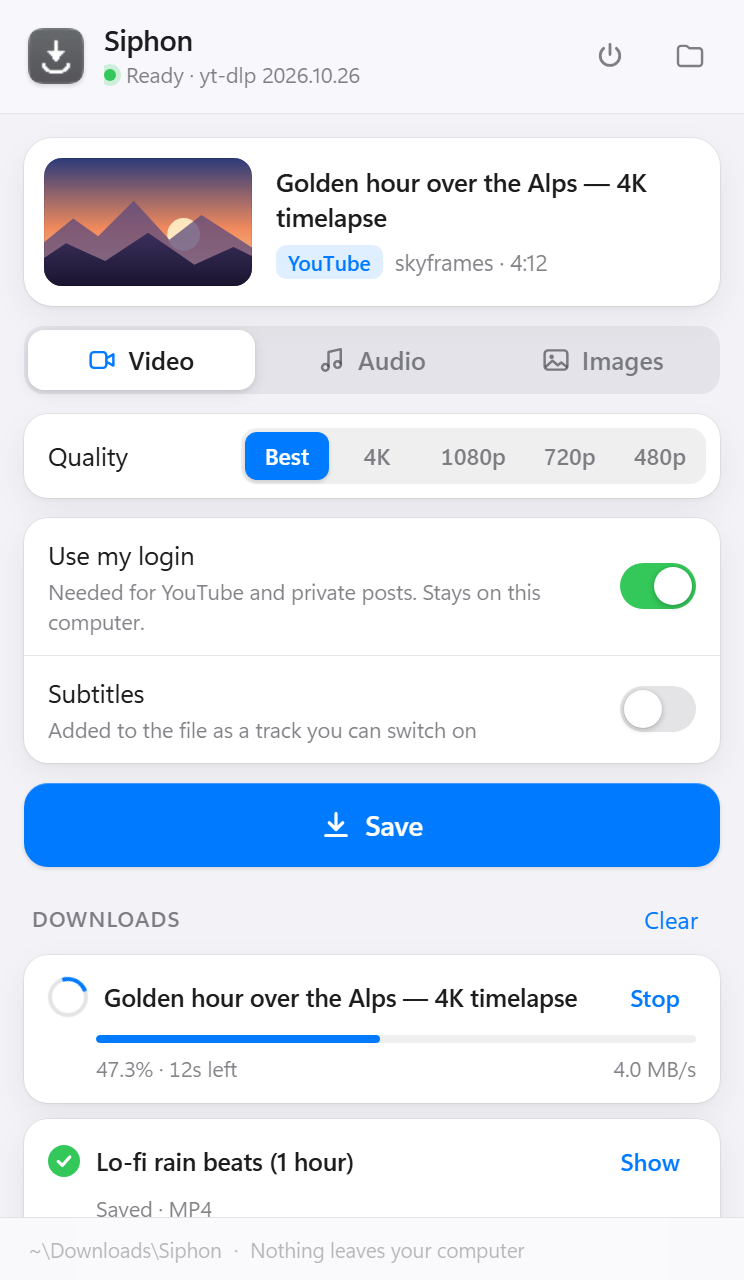 Siphon
Ready · yt-dlp 2026.10.26
Golden hour over the Alps — 4K
timelapse
YouTube skyframes · 4:12
Video Audio Images
Quality Best 4K 1080p 720p 480p
Use my login
Needed for YouTube and private posts. Stays on this
computer.
Subtitles
Added to the file as a track you can switch on
Save
DOWNLOADS Clear
Golden hour over the Alps — 4K timelapse Stop
47.3% · 12s left 4.0 MB/s
Lo-fi rain beats (1 hour) Show
Saved · MP4
~\Downloads\Siphon · Nothing leaves your computer